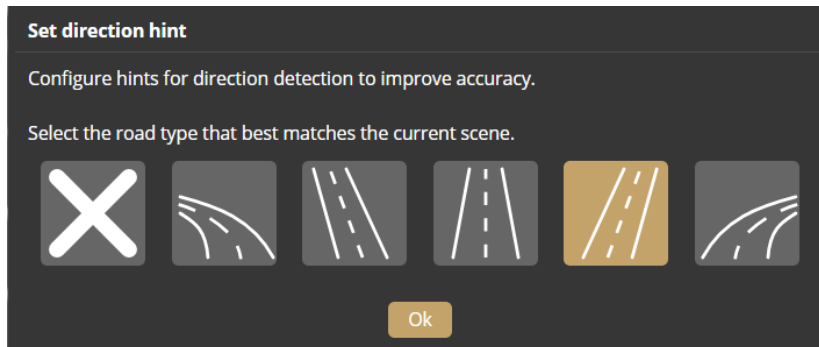 Set direction hint
Configure hints for direction detection to improve accuracy.
Select the road type that best matches the current scene.
Ok